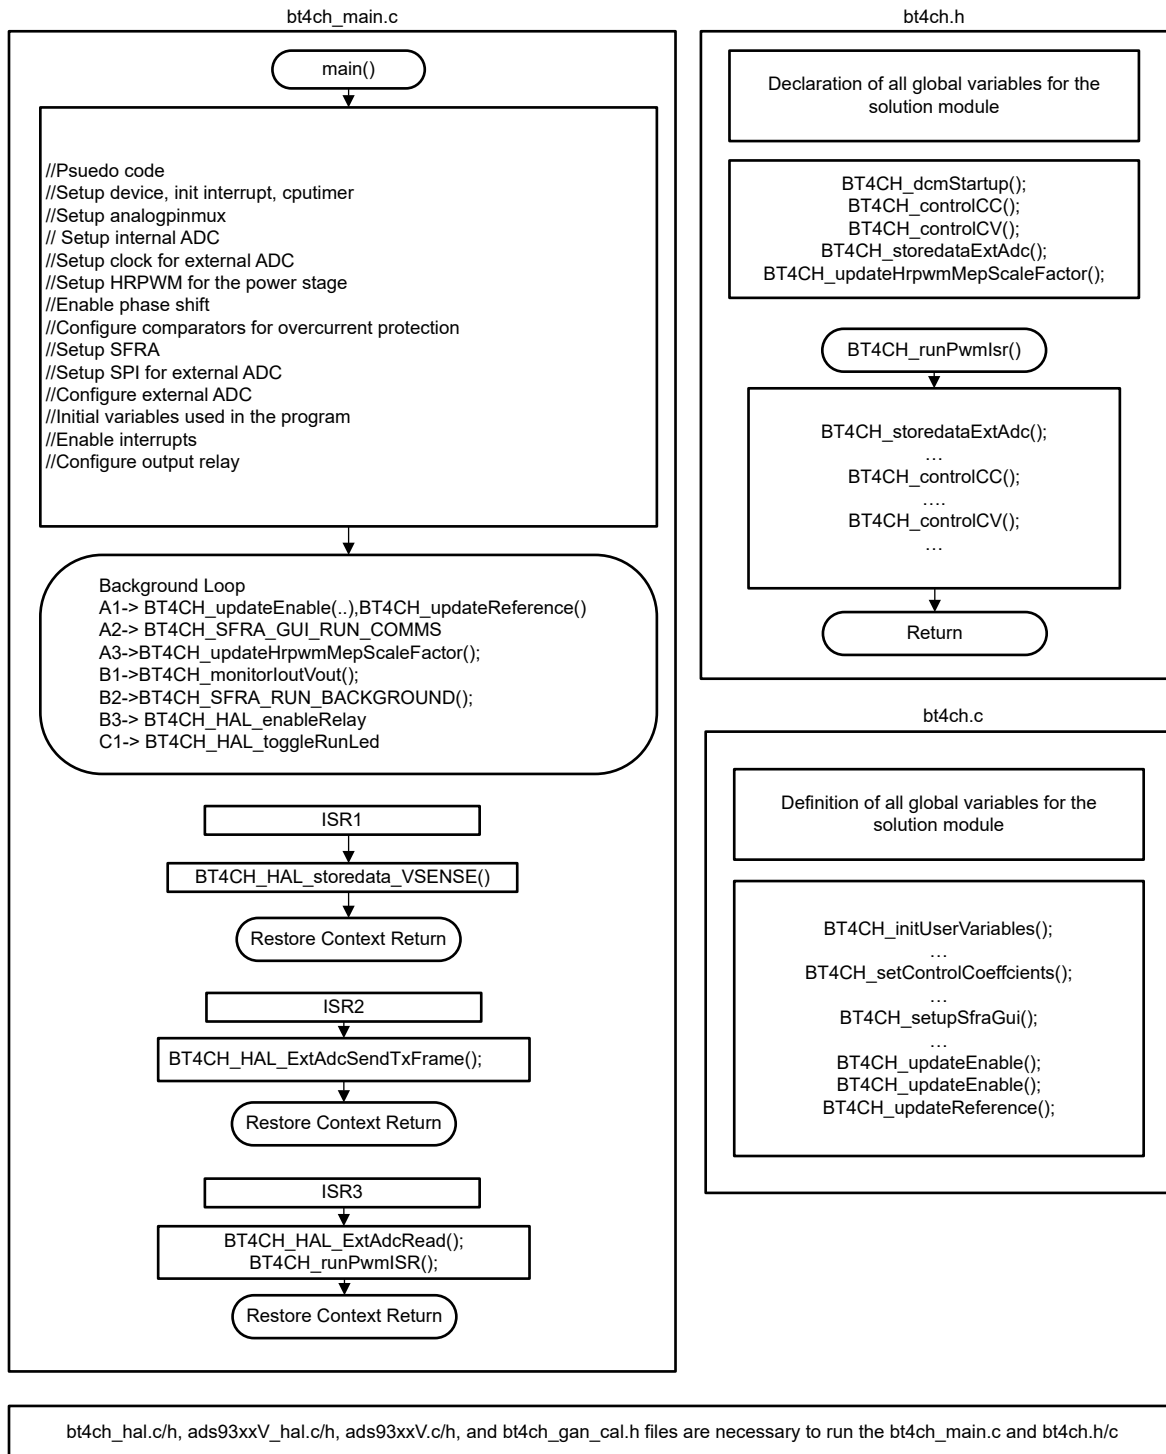 bt4ch_main.c
main()
//Psuedo code
//Setup device, init interrupt, cputimer
//Setup analogpinmux
// Setup internal ADC
//Setup clock for external ADC
//Setup HRPWM for the power stage
//Enable phase shift
//Configure comparators for overcurrent protection
//Setup SFRA
//Setup SPI for external ADC
//Configure external ADC
//Initial variables used in the program
//Enable interrupts
//Configure output relay
Background Loop
A1-> BT4CH_updateEnable(..),BT4CH_updateReference()
A2-> BT4CH_SFRA_GUI_RUN_COMMS
A3->BT4CH_updateHrpwmMepScaleFactor();
B1->BT4CH_monitorIoutVout();
B2->BT4CH_SFRA_RUN_BACKGROUND();
B3-> BT4CH_HAL_enableRelay
C1-> BT4CH_HAL_toggleRunLed
ISR1
BT4CH_HAL_storedata_VSENSE()
Restore Context Return
ISR2
BT4CH_HAL_ExtAdcSendTxFrame();
Restore Context Return
ISR3
BT4CH_HAL_ExtAdcRead();
BT4CH_runPwmISR();
Restore Context Return
bt4ch.h
Declaration of all global variables for the
solution module
BT4CH_dcmStartup();
BT4CH_controlCC();
BT4CH_controlCV();
BT4CH_storedataExtAdc();
BT4CH_updateHrpwmMepScaleFactor();
BT4CH_runPwmIsr()
BT4CH_storedataExtAdc();
…
BT4CH_controlCC();
….
BT4CH_controlCV();
…
Return
bt4ch.c
Definition of all global variables for the
solution module
BT4CH_initUserVariables();
…
BT4CH_setControlCoeffcients();
…
BT4CH_setupSfraGui();
…
BT4CH_updateEnable();
BT4CH_updateEnable();
BT4CH_updateReference();
bt4ch_hal.c/h, ads93xxV_hal.c/h, ads93xxV.c/h, and bt4ch_gan_cal.h files are necessary to run the bt4ch_main.c and bt4ch.h/c